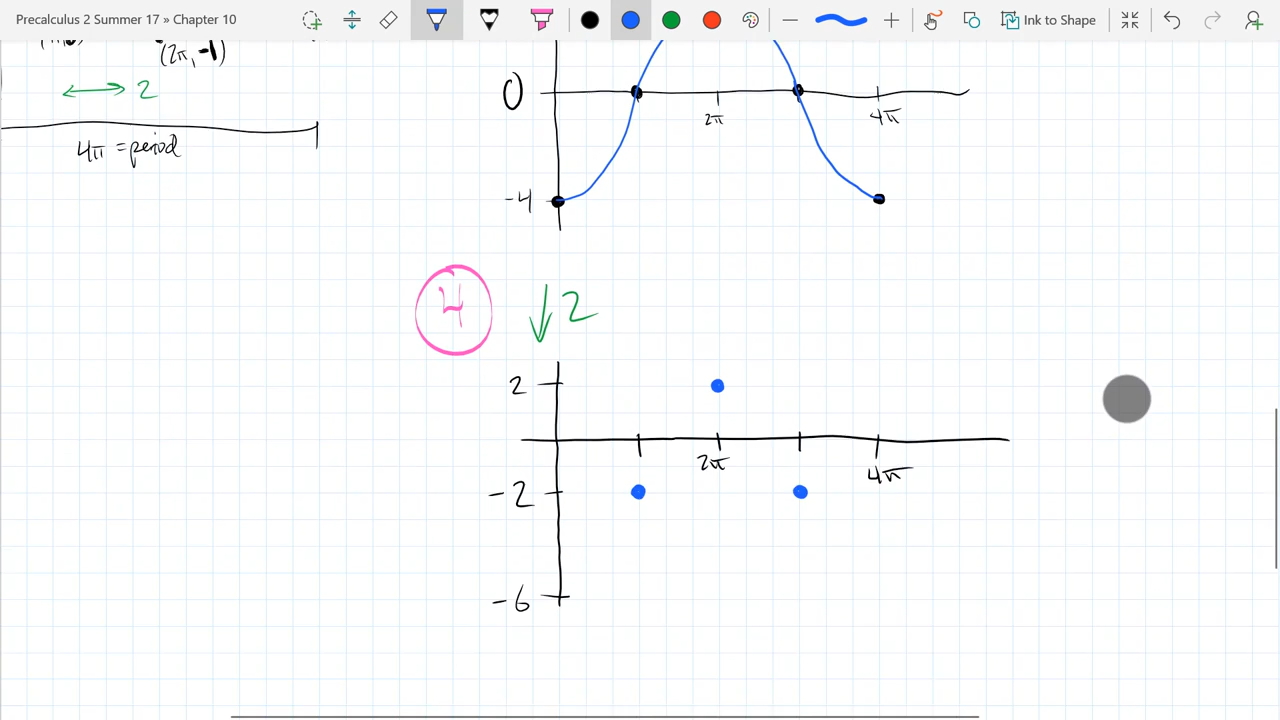 Precalculus 2 Summer 17 » Chapter 10
Ink to Shape
(2π, -1)
2
4π = period
0
2π
4π
-4
4
↓ 2
2
2π
4π
-2
-6